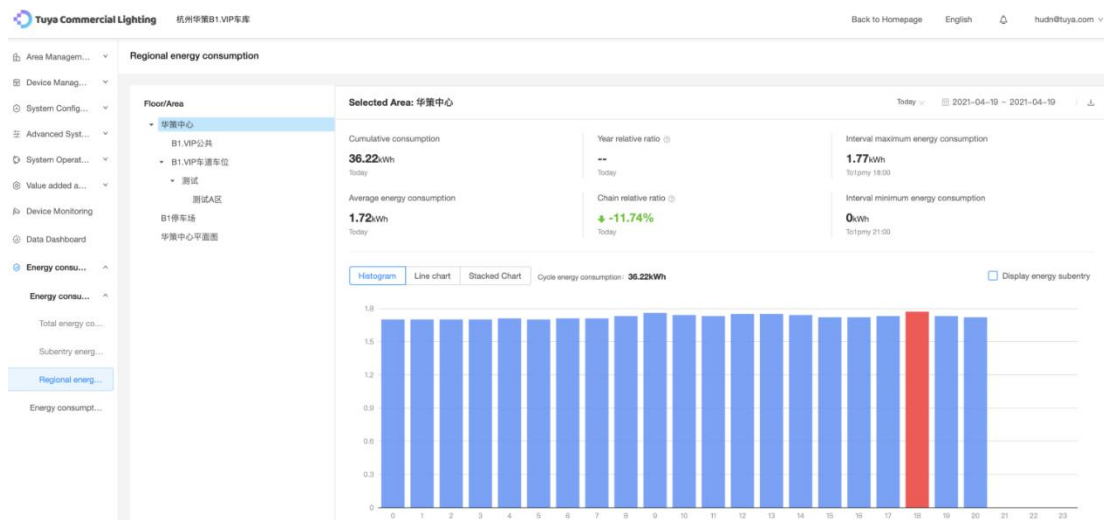 Tuya Commercial Lighting 杭州华策B1.VIP车库 Back to Homepage English hudn@tuya.com
Area Managem...
Device Manag...
System Config...
Advanced Syst...
System Operat...
Value added a...
Device Monitoring
Data Dashboard
Energy consu...
Energy consu...
Total energy co...
Subentry energ...
Regional energ...
Energy consumpt...
Regional energy consumption
Floor/Area
华策中心
B1.VIP公共
B1.VIP车道车位
测试
测试A区
B1停车场
华策中心平面图
Selected Area: 华策中心 Today 2021-04-19 ~ 2021-04-19
Cumulative consumption
36.22kWh
Today
Year relative ratio
--
Today
Interval maximum energy consumption
1.77kWh
To1pmy 18:00
Average energy consumption
1.72kWh
Today
Chain relative ratio
-11.74%
Today
Interval minimum energy consumption
0kWh
To1pmy 21:00
Histogram Line chart Stacked Chart Cycle energy consumption: 36.22kWh Display energy subentry
1.8
1.5
1.2
0.9
0.6
0.3
0
0 1 2 3 4 5 6 7 8 9 10 11 12 13 14 15 16 17 18 19 20 21 22 23